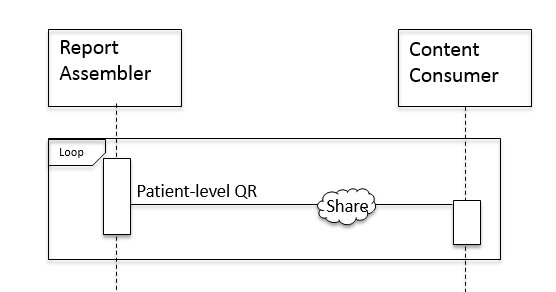 Report
Assembler
Content
Consumer
Loop
Patient-level QR
Share